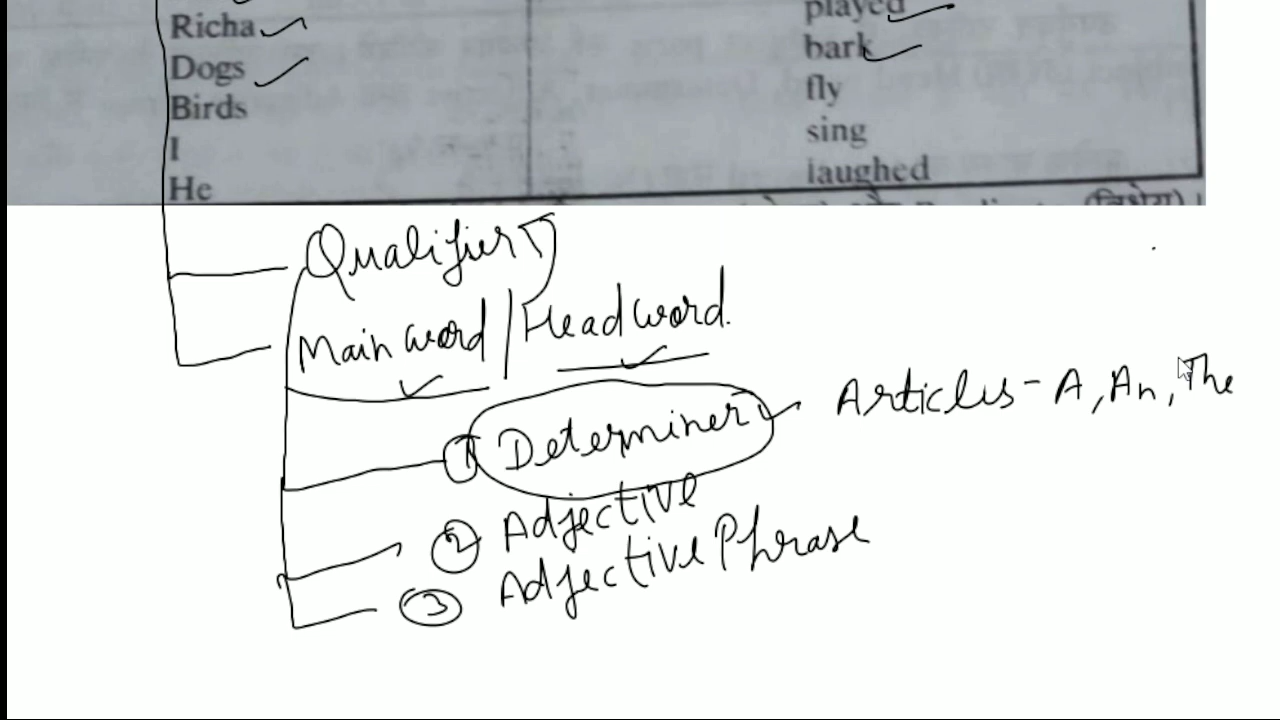 played
Richa
bark
Dogs
fly
Birds
sing
I
laughed
He
(विधेय)।
Qualifier
Main word / Head word.
① Determiner Articles - A, An, The
② Adjective
③ Adjective Phrase